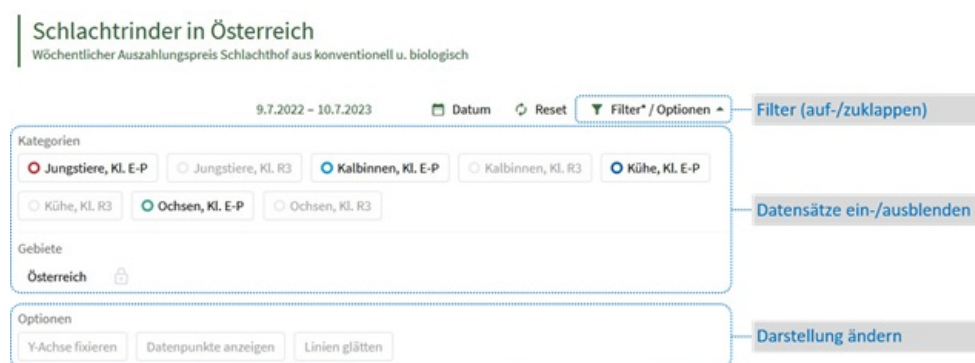 Schlachtrinder in Österreich
Wöchentlicher Auszahlungspreis Schlachthof aus konventionell u. biologisch
9.7.2022 – 10.7.2023 Datum Reset Filter* / Optionen Filter (auf-/zuklappen)
Kategorien
Jungstiere, Kl. E-P Jungstiere, Kl. R3 Kalbinnen, Kl. E-P Kalbinnen, Kl. R3 Kühe, Kl. E-P
Kühe, Kl. R3 Ochsen, Kl. E-P Ochsen, Kl. R3 Datensätze ein-/ausblenden
Gebiete
Österreich
Optionen
Y-Achse fixieren Datenpunkte anzeigen Linien glätten Darstellung ändern